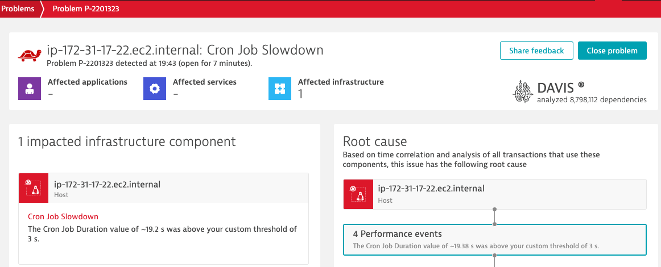 Problems
Problem P-2201323
ip-172-31-17-22.ec2.internal: Cron Job Slowdown
Problem P-2201323 detected at 19:43 (open for 7 minutes).
Share feedback
Close problem
Affected applications
–
Affected services
–
Affected infrastructure
1
DAVIS ®
analyzed 8,798,112 dependencies
1 impacted infrastructure component
ip-172-31-17-22.ec2.internal
Host
Cron Job Slowdown
The Cron Job Duration value of ~19.2 s was above your custom threshold of
3 s.
Root cause
Based on time correlation and analysis of all transactions that use these
components, this issue has the following root cause
ip-172-31-17-22.ec2.internal
Host
4 Performance events
The Cron Job Duration value of ~19.38 s was above your custom threshold of 3 s.